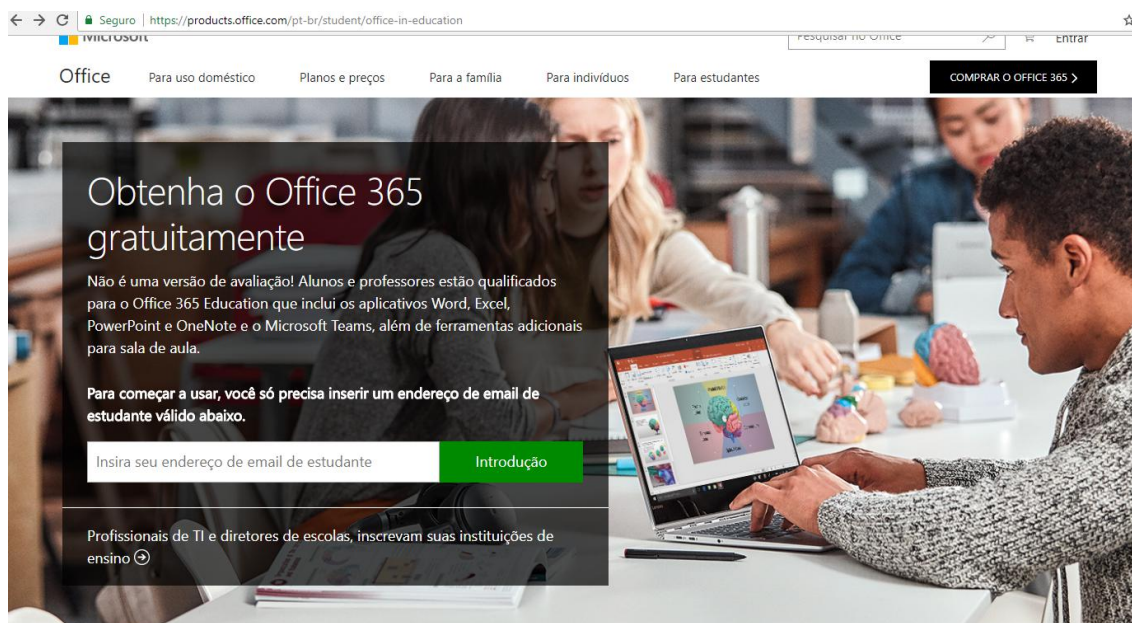 Seguro | https://products.office.com/pt-br/student/office-in-education
Microsoft
Pesquisar no Office
Entrar
Office Para uso doméstico Planos e preços Para a família Para indivíduos Para estudantes COMPRAR O OFFICE 365
Obtenha o Office 365
gratuitamente
Não é uma versão de avaliação! Alunos e professores estão qualificados
para o Office 365 Education que inclui os aplicativos Word, Excel,
PowerPoint e OneNote e o Microsoft Teams, além de ferramentas adicionais
para sala de aula.
Para começar a usar, você só precisa inserir um endereço de email de
estudante válido abaixo.
Insira seu endereço de email de estudante Introdução
Profissionais de TI e diretores de escolas, inscrevam suas instituições de
ensino